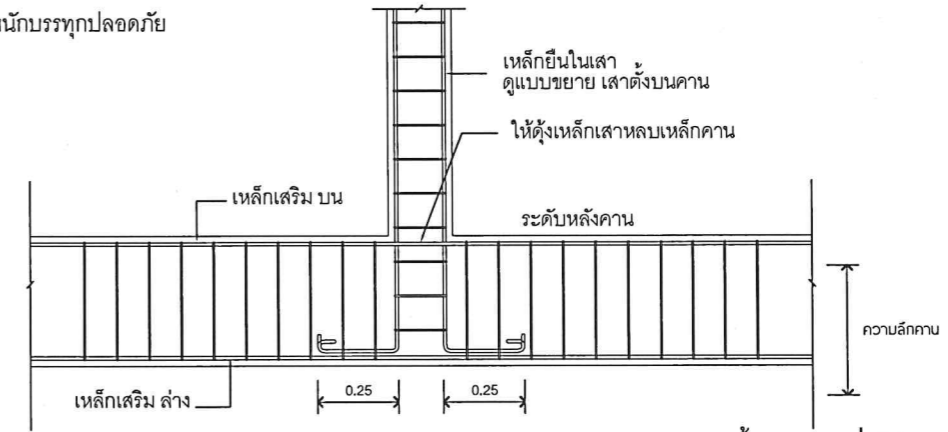 นักบรรทุกปลอดภัย
เหล็กยืนในเสา
ดูแบบขยาย เสาตั้งบนคาน
ให้ดุ้งเหล็กเสาหลบเหล็กคาน
เหล็กเสริม บน
ระดับหลังคาน
ความลึกคาน
0.25
0.25
เหล็กเสริม ล่าง